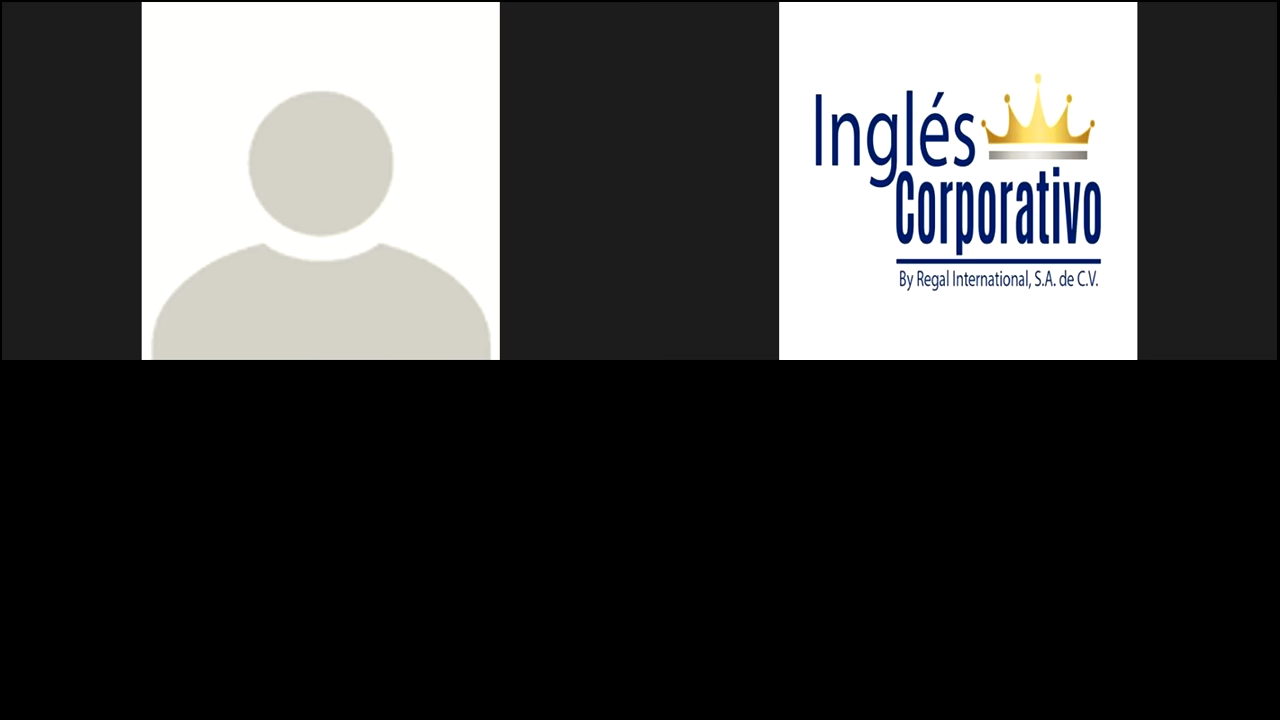 Inglés
Corporativo
By Regal International, S.A. de C.V.